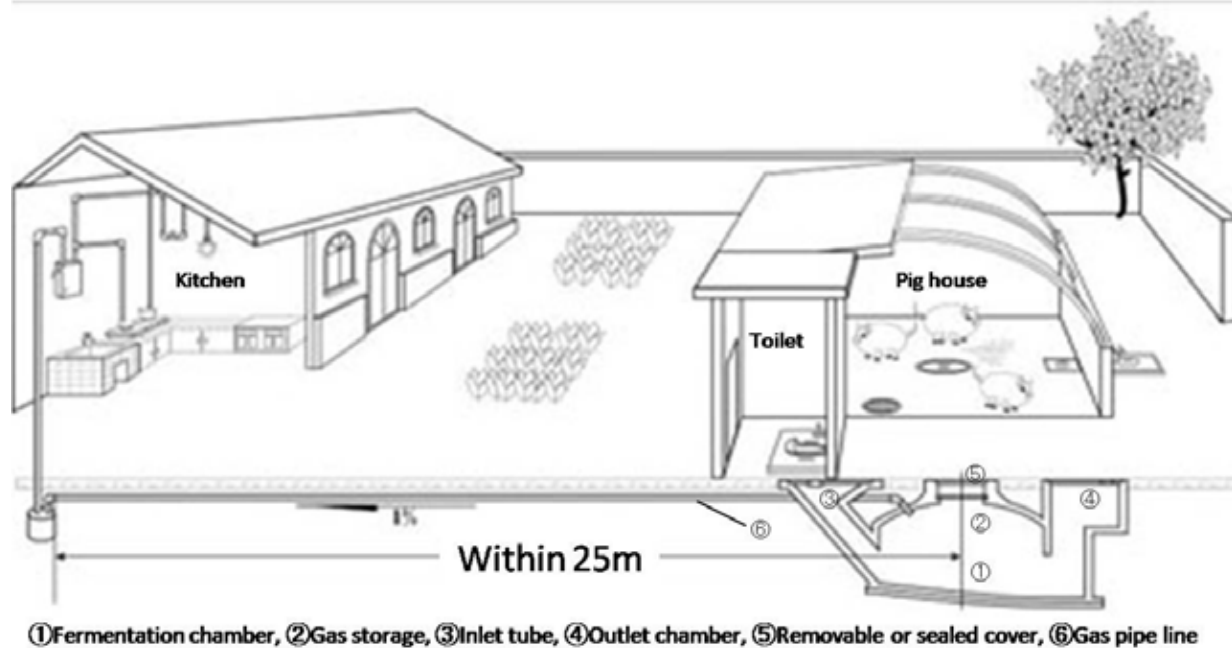 Kitchen
Pig house
Toilet
⑤
③
④
②
⑥
①
1%
Within 25m
①Fermentation chamber, ②Gas storage, ③Inlet tube, ④Outlet chamber, ⑤Removable or sealed cover, ⑥Gas pipe line